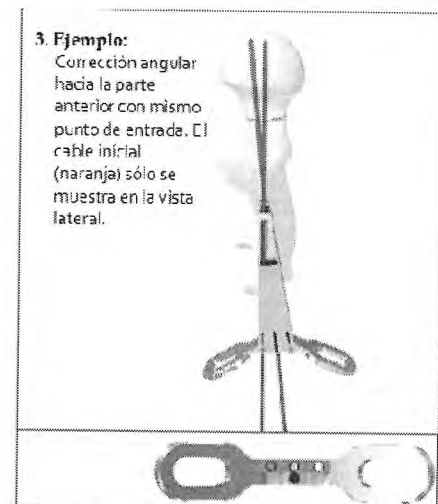 3. Ejemplo:
Corrección angular
hacia la parte
anterior con mismo
punto de entrada. El
cable inicial
(naranja) sólo se
muestra en la vista
lateral.